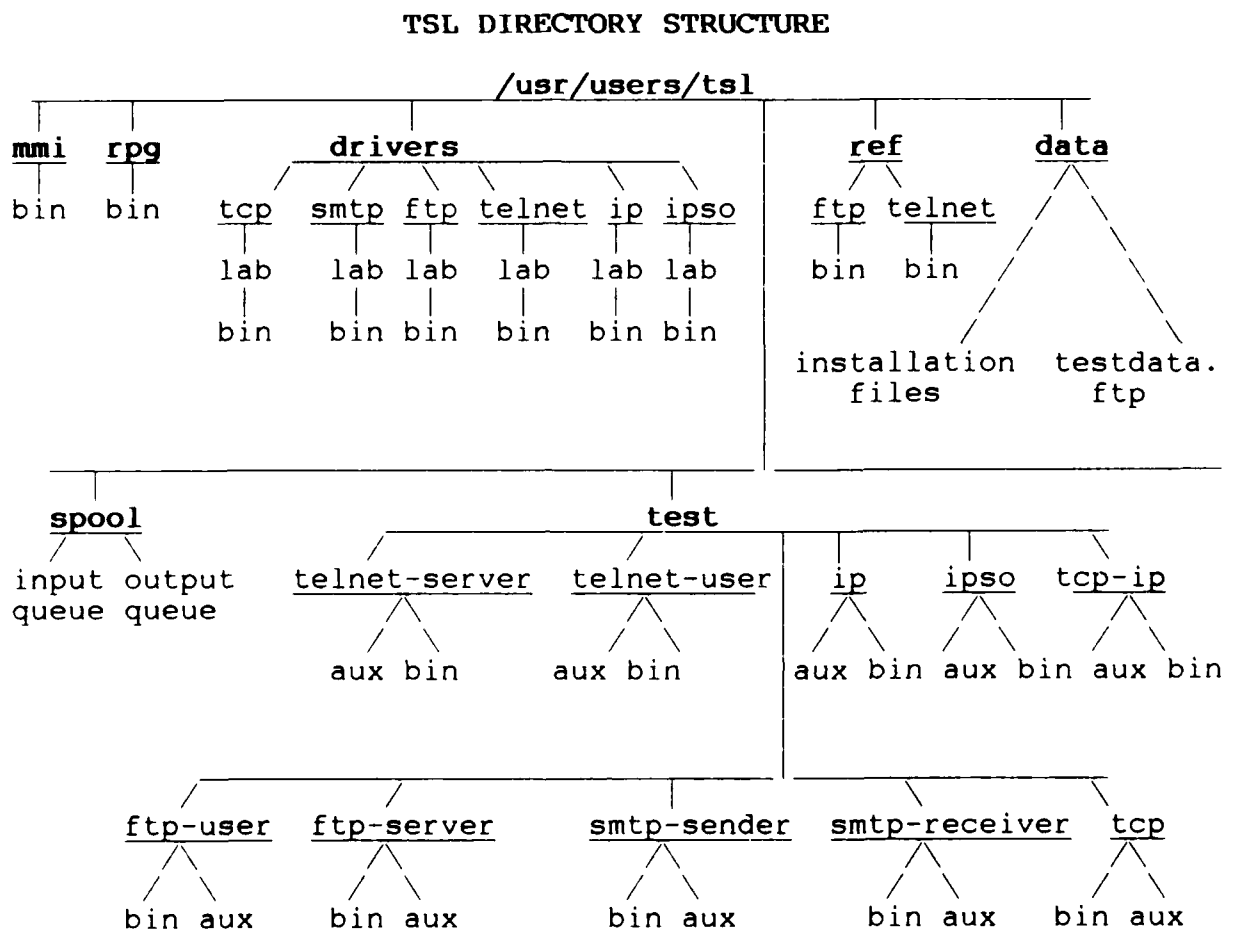 TSL DIRECTORY STRUCTURE
/usr/users/tsl
mmi rpg drivers ref data
bin bin tcp smtp ftp telnet ip ipso ftp telnet
lab lab lab lab lab lab bin bin
bin bin bin bin bin bin
installation testdata.
files ftp
spool test
input output telnet-server telnet-user ip ipso tcp-ip
queue queue
aux bin aux bin aux bin aux bin aux bin
ftp-user ftp-server smtp-sender smtp-receiver tcp
bin aux bin aux bin aux bin aux bin aux